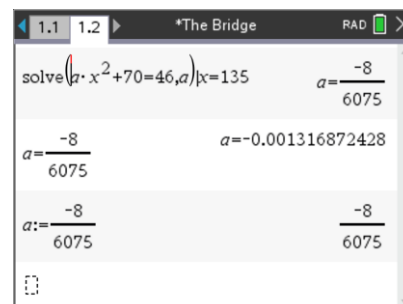 1.1 1.2 *The Bridge RAD
solve(a·x²+70=46,a)|x=135 a=-8/6075
a=-8/6075 a=-0.001316872428
a:=-8/6075 -8/6075